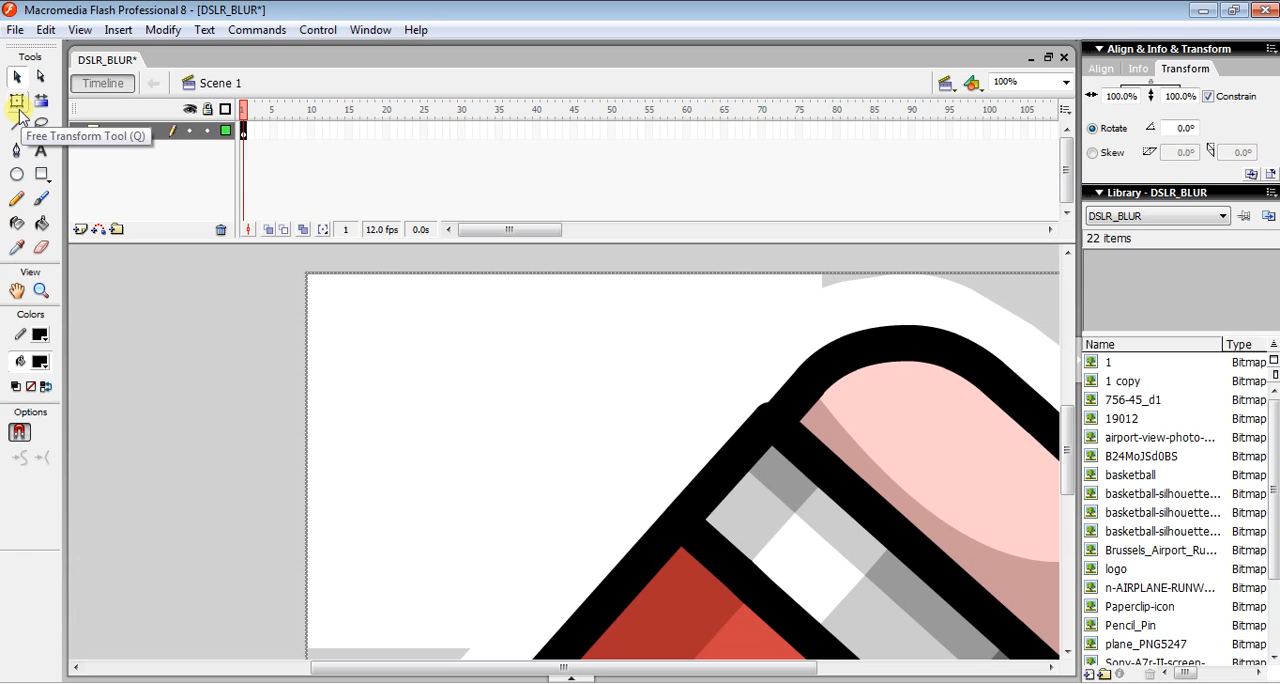 Macromedia Flash Professional 8 - [DSLR_BLUR*]
File Edit View Insert Modify Text Commands Control Window Help
Tools
DSLR_BLUR*
Timeline
Scene 1
100%
1 5 10 15 20 25 30 35 40 45 50 55 60 65 70 75 80 85 90 95 100 105
Free Transform Tool (Q)
1 12.0 fps 0.0s
View
Colors
Options
Align & Info & Transform
Align Info Transform
100.0% 100.0% Constrain
Rotate 0.0°
Skew 0.0° 0.0°
Library - DSLR_BLUR
DSLR_BLUR
22 items
Name Type
1 Bitmap
1 copy Bitmap
756-45_d1 Bitmap
19012 Bitmap
airport-view-photo-... Bitmap
B24MoJSd0BS Bitmap
basketball Bitmap
basketball-silhouette... Bitmap
basketball-silhouette... Bitmap
basketball-silhouette... Bitmap
Brussels_Airport_Ru... Bitmap
logo Bitmap
n-AIRPLANE-RUNW... Bitmap
Paperclip-icon Bitmap
Pencil_Pin Bitmap
plane_PNG5247 Bitmap
Sony-A7r-II-screen- Bitmap